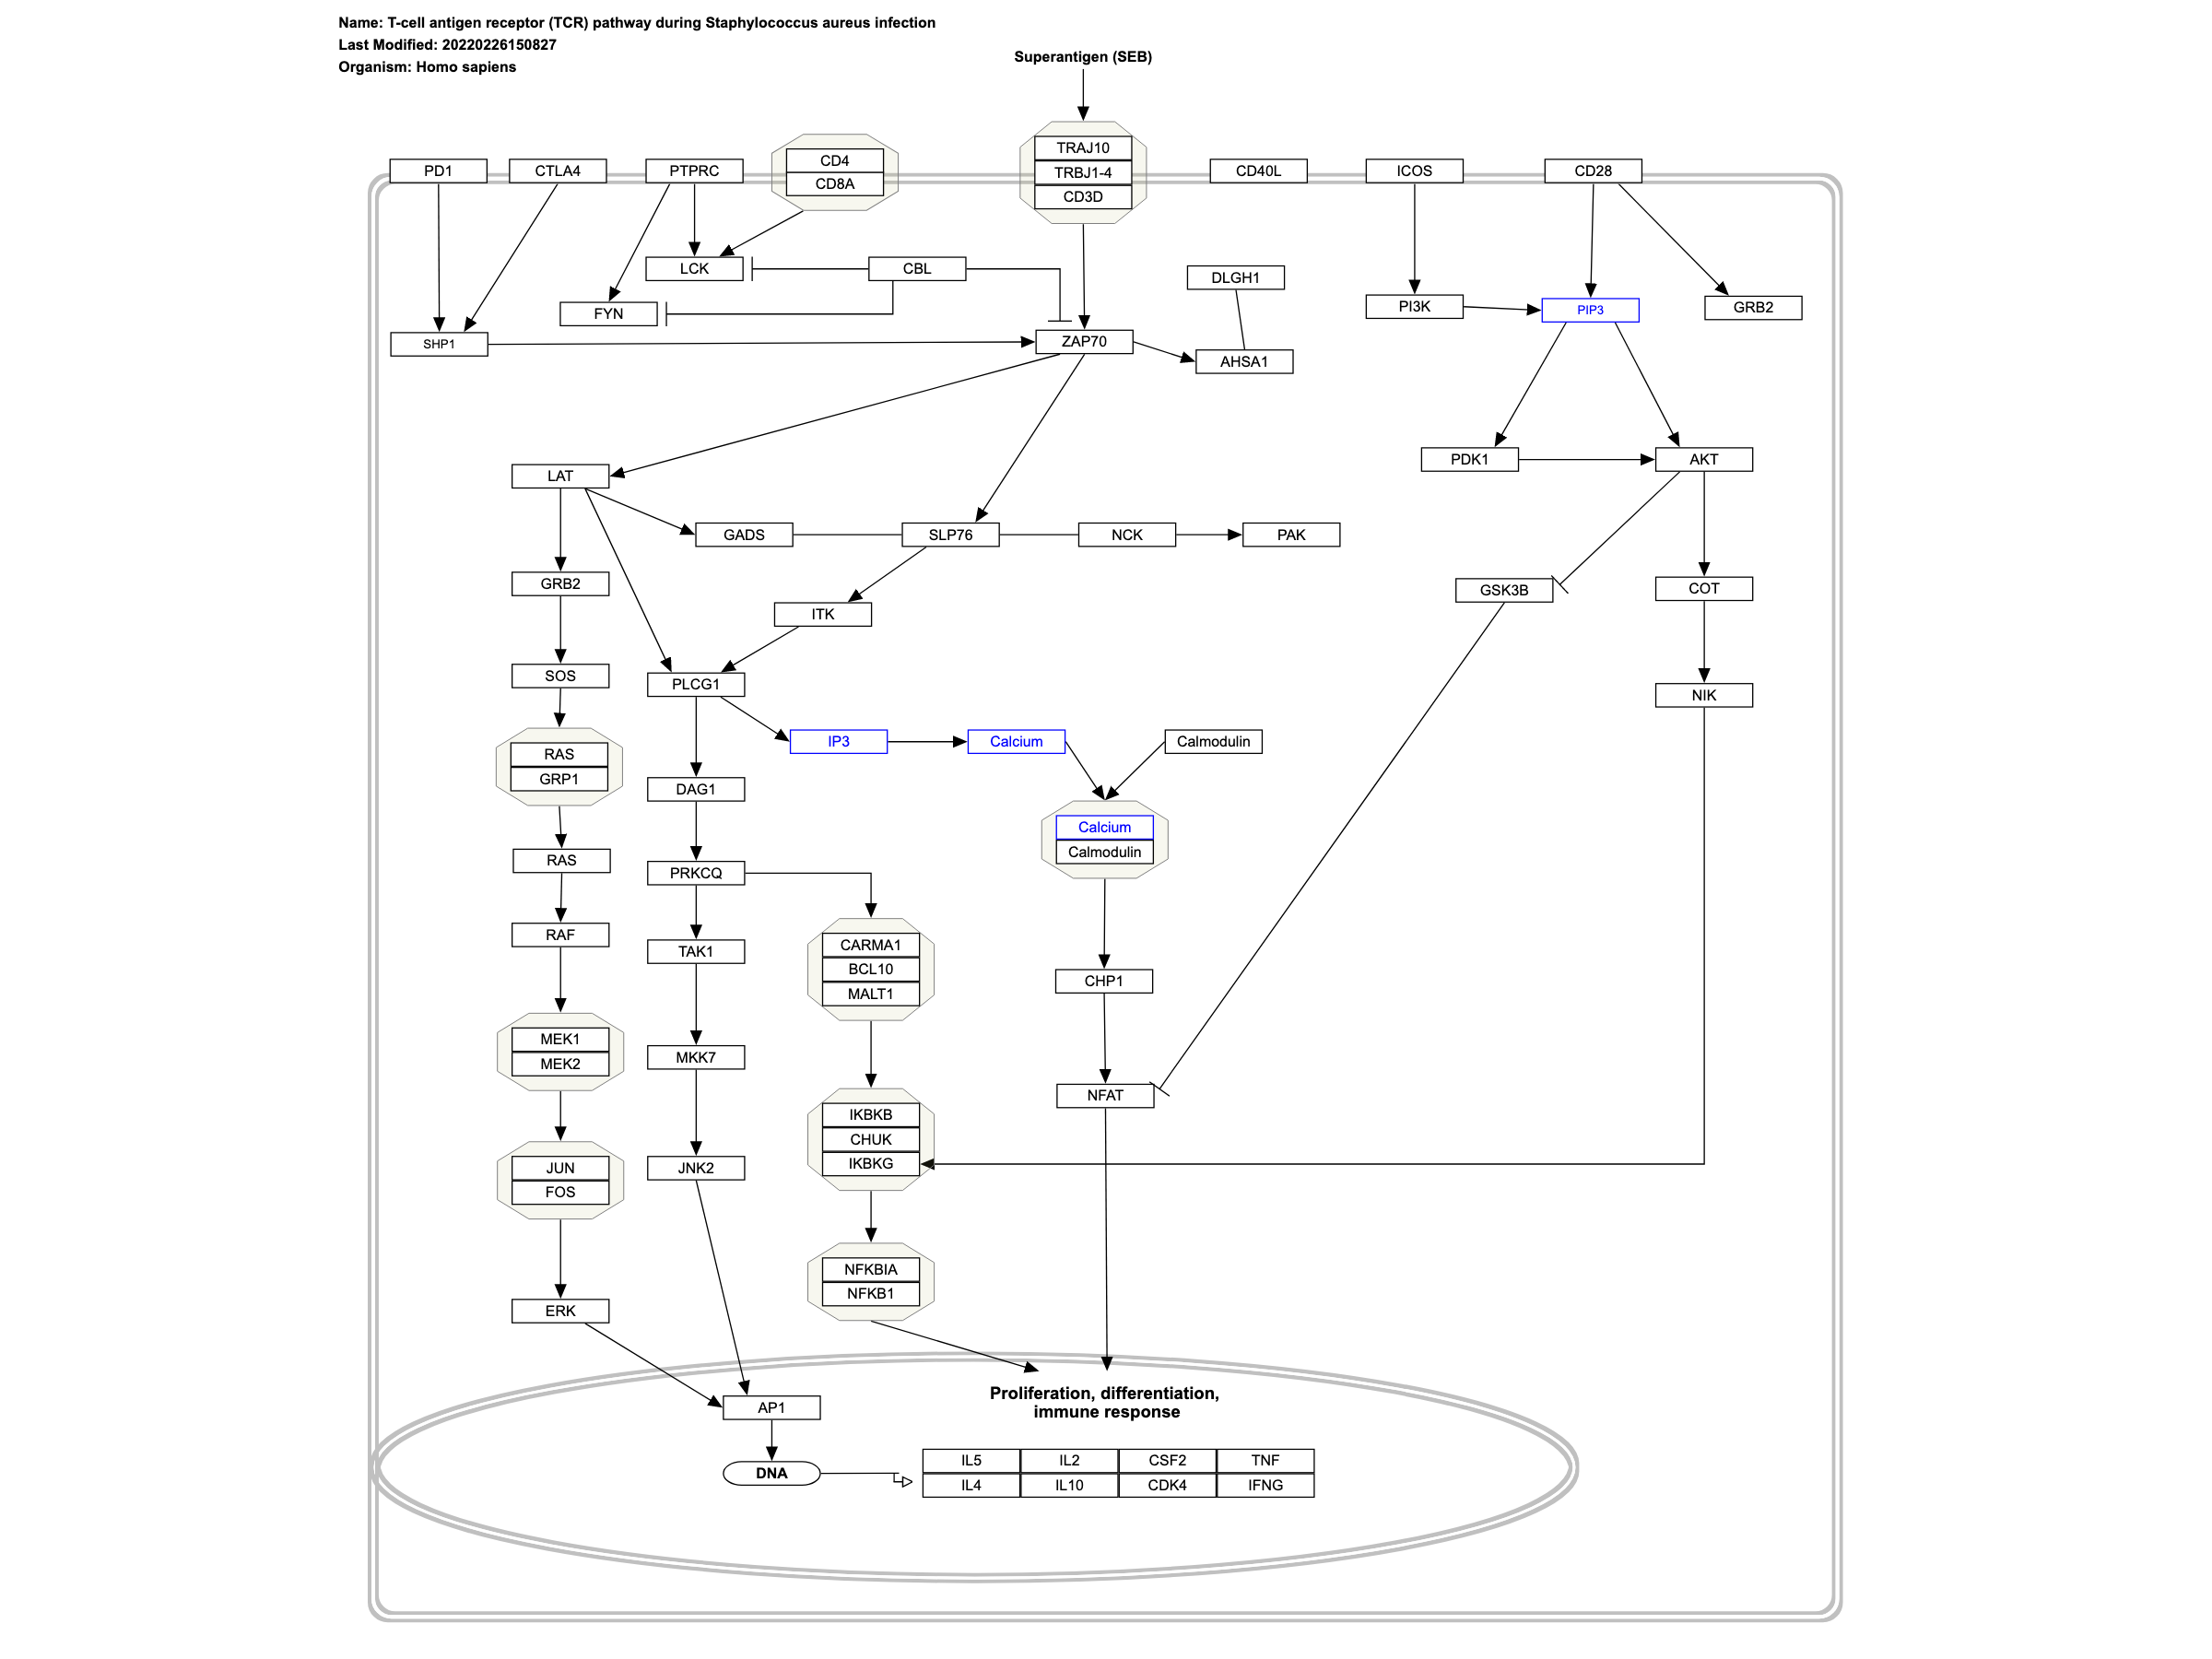 Name: T-cell antigen receptor (TCR) pathway during Staphylococcus aureus infection
Last Modified: 20220226150827
Organism: Homo sapiens
Superantigen (SEB)
PD1
CTLA4
PTPRC
CD4
CD8A
TRAJ10
TRBJ1-4
CD3D
CD40L
ICOS
CD28
LCK
CBL
DLGH1
FYN
PI3K
PIP3
GRB2
SHP1
ZAP70
AHSA1
LAT
PDK1
AKT
GADS
SLP76
NCK
PAK
GRB2
GSK3B
COT
ITK
SOS
PLCG1
NIK
RAS
GRP1
IP3
Calcium
Calmodulin
DAG1
Calcium
Calmodulin
RAS
PRKCQ
RAF
TAK1
CARMA1
BCL10
MALT1
CHP1
MEK1
MEK2
MKK7
NFAT
IKBKB
CHUK
IKBKG
JUN
FOS
JNK2
NFKBIA
NFKB1
ERK
AP1
Proliferation, differentiation,
immune response
DNA
IL5 IL2 CSF2 TNF
IL4 IL10 CDK4 IFNG